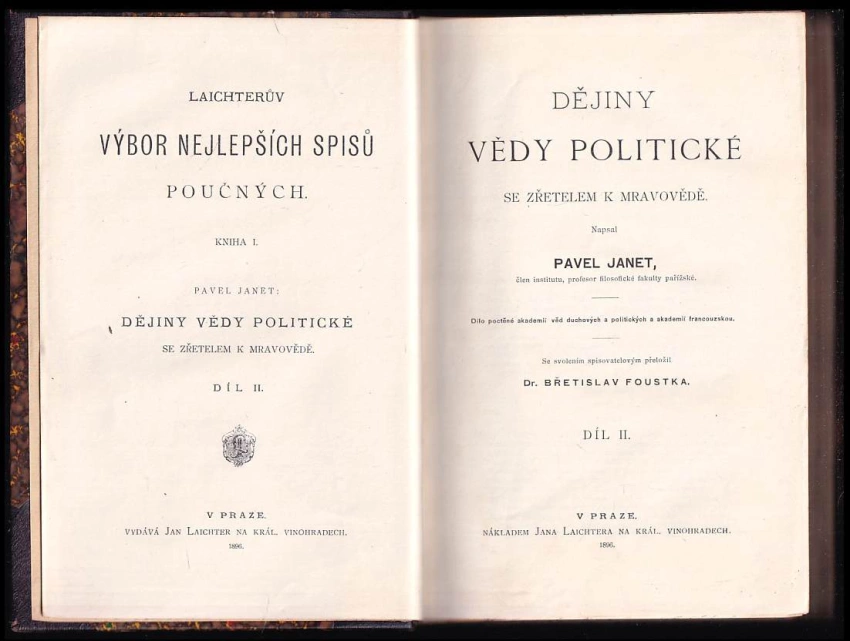 LAICHTERŮV
VÝBOR NEJLEPŠÍCH SPISŮ
POUČNÝCH.
KNIHA I.
PAVEL JANET:
DĚJINY VĚDY POLITICKÉ
SE ZŘETELEM K MRAVOVĚDĚ.
DÍL II.
V PRAZE.
VYDÁVÁ JAN LAICHTER NA KRÁL. VINOHRADECH.
1896.
DĚJINY
VĚDY POLITICKÉ
SE ZŘETELEM K MRAVOVĚDĚ.
Napsal
PAVEL JANET,
člen institutu, profesor filosofické fakulty pařížské.
Dílo poctěné akademií věd duchových a politických a akademií francouzskou.
Se svolením spisovatelovým přeložil
Dr. BŘETISLAV FOUSTKA.
DÍL II.
V PRAZE.
NÁKLADEM JANA LAICHTERA NA KRÁL. VINOHRADECH.
1896.